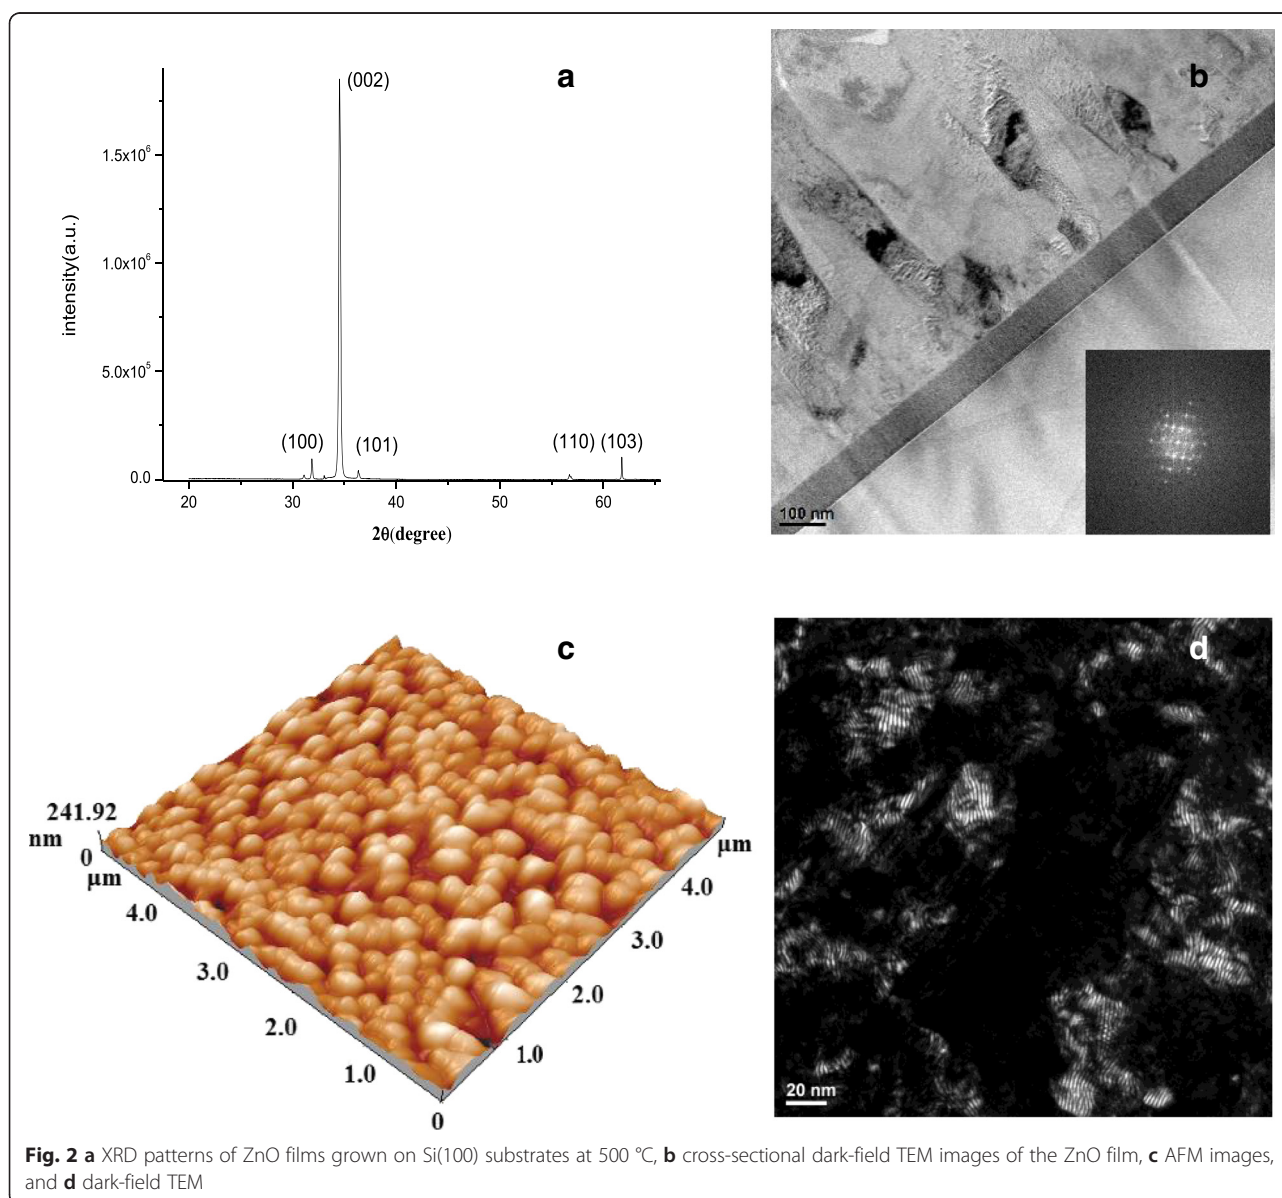 a
(002)
1.5x10⁶
1.0x10⁶
5.0x10⁵
0.0
intensity(a.u.)
(100)
(101)
(110) (103)
20 30 40 50 60
2θ(degree)
b
100 nm
c
241.92
nm
0
μm
4.0
3.0
2.0
1.0
0
μm
4.0
3.0
2.0
1.0
d
20 nm
Fig. 2 a XRD patterns of ZnO films grown on Si(100) substrates at 500 °C, b cross-sectional dark-field TEM images of the ZnO film, c AFM images,
and d dark-field TEM